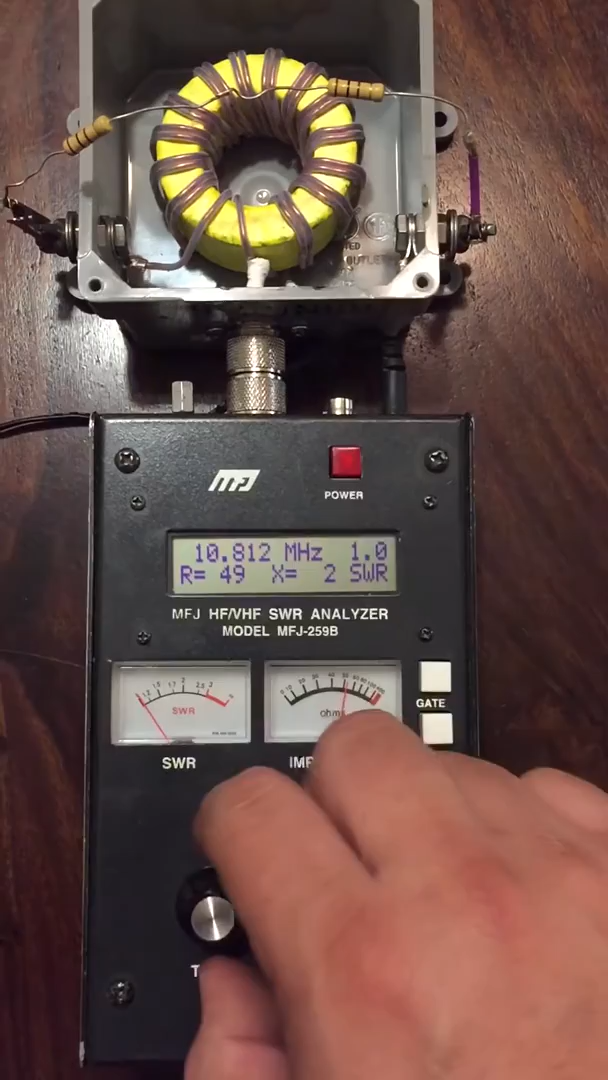 MFJ
POWER
10.812 MHz 1.0
R= 49 X= 2 SWR
MFJ HF/VHF SWR ANALYZER
MODEL MFJ-259B
SWR
ohms
GATE
SWR